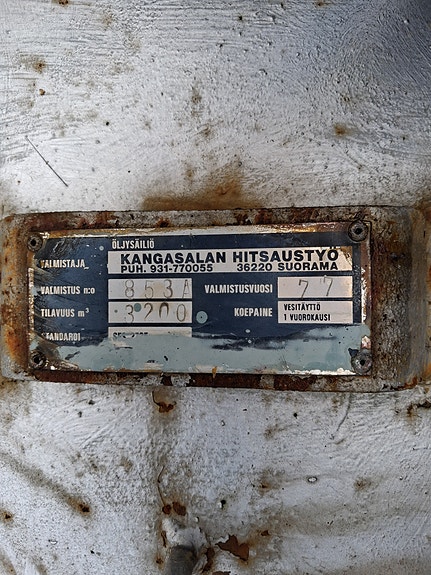 ÖLJYSÄILIÖ
VALMISTAJA KANGASALAN HITSAUSTYÖ
PUH. 931-770055 36220 SUORAMA
VALMISTUS n:o 853A VALMISTUSVUOSI 77
TILAVUUS m³ 3200 KOEPAINE VESITÄYTTÖ
1 VUOROKAUSI